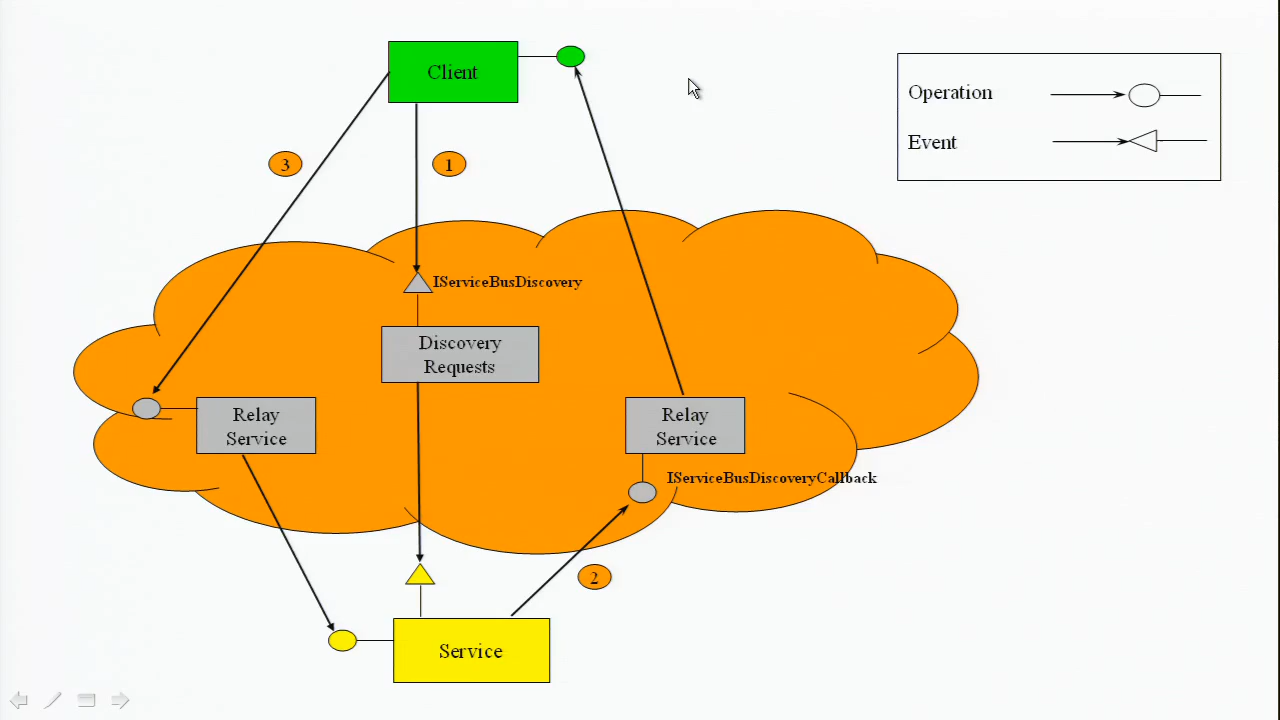 Client
Operation
Event
3
1
IServiceBusDiscovery
Discovery
Requests
Relay
Service
Relay
Service
IServiceBusDiscoveryCallback
2
Service